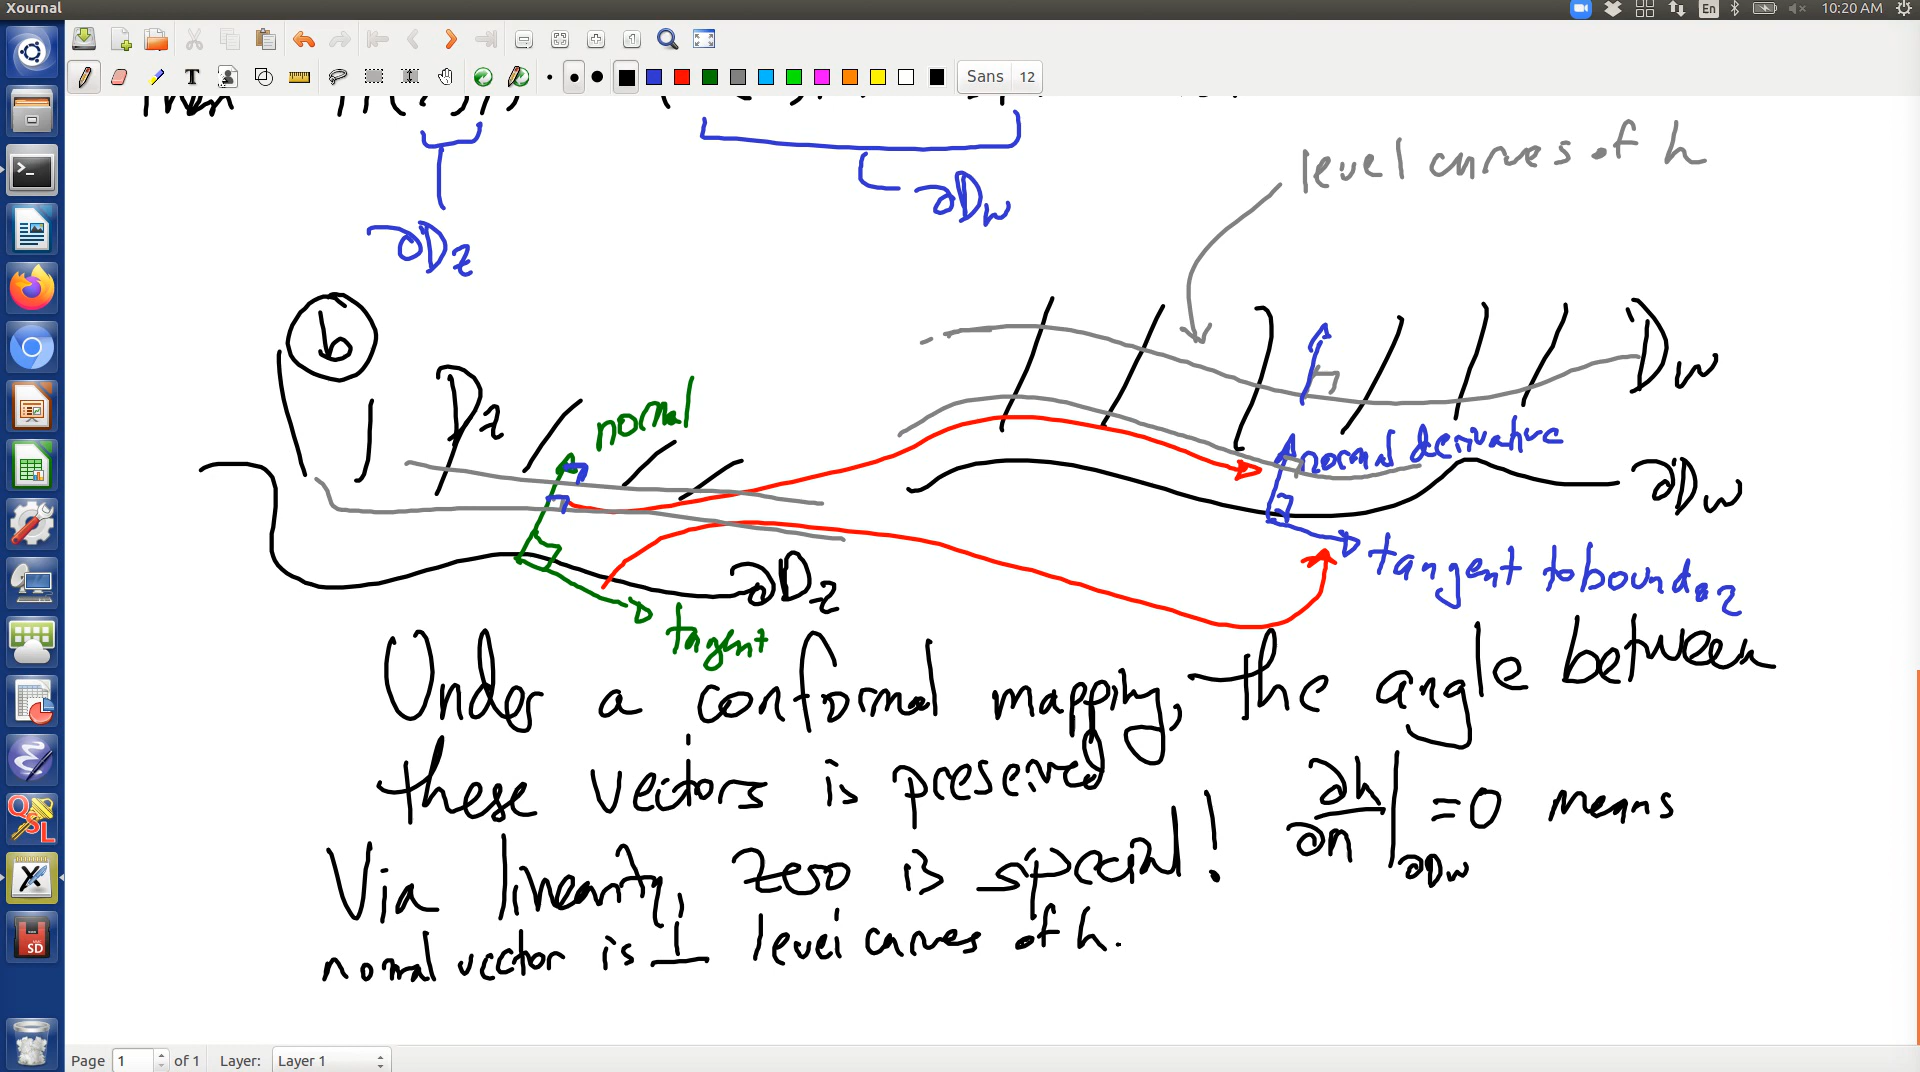 Xournal
En
10:20 AM
Sans 12
level curves of h
∂D_z
∂D_w
b
D_z
normal
D_w
normal derivative
∂D_w
tangent to boundary
∂D_z
tangent
Under a conformal mapping, the angle between
these vectors is preserved
Via linearity, zero is special! ∂h/∂n |∂D_w = 0 means
normal vector is ⊥ level curves of h.
Page 1 of 1 Layer: Layer 1